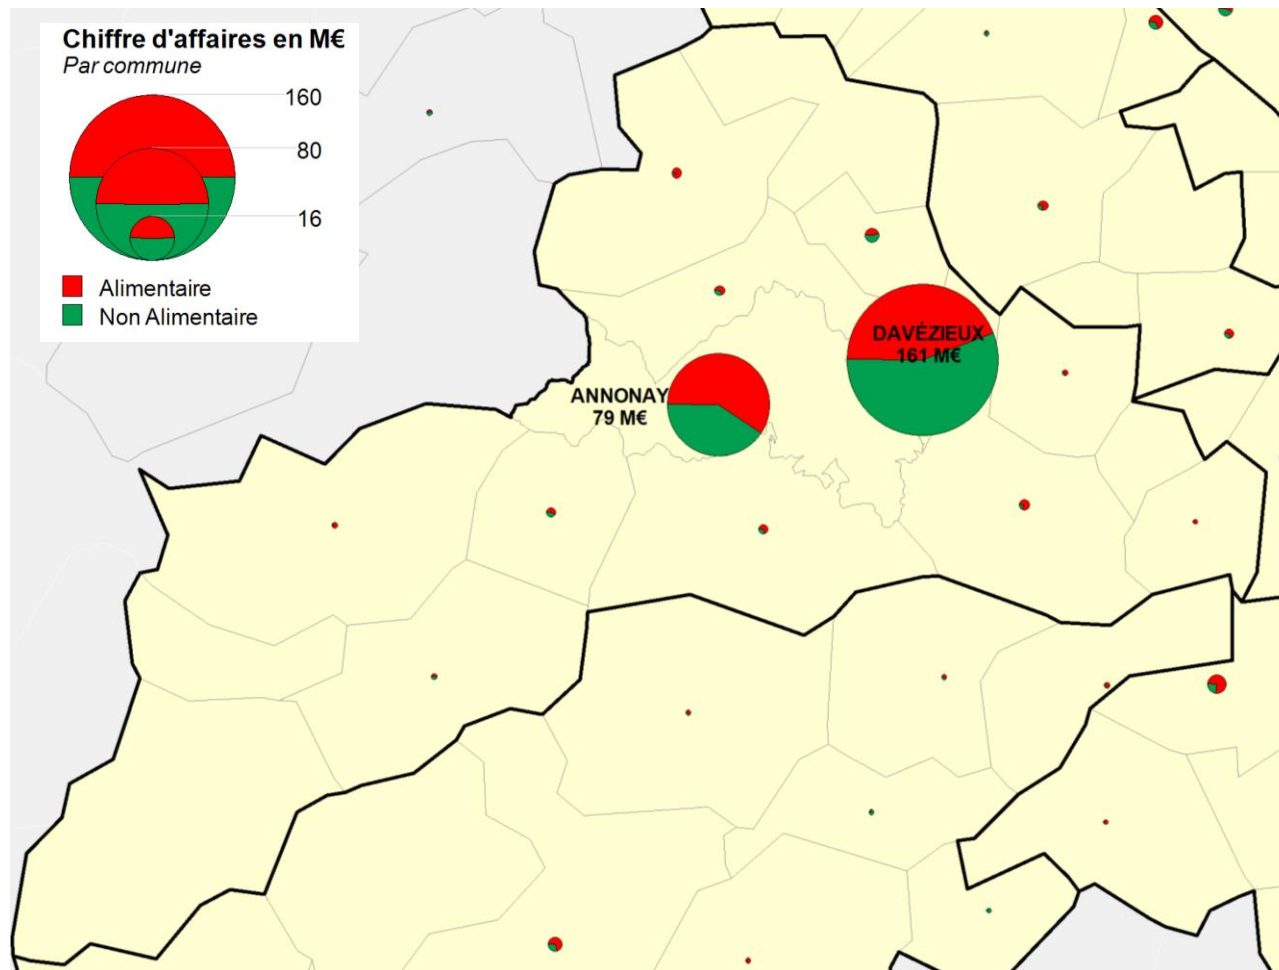 Chiffre d'affaires en M€
Par commune
160
80
16
Alimentaire
Non Alimentaire
DAVÉZIEUX
161 M€
ANNONAY
79 M€